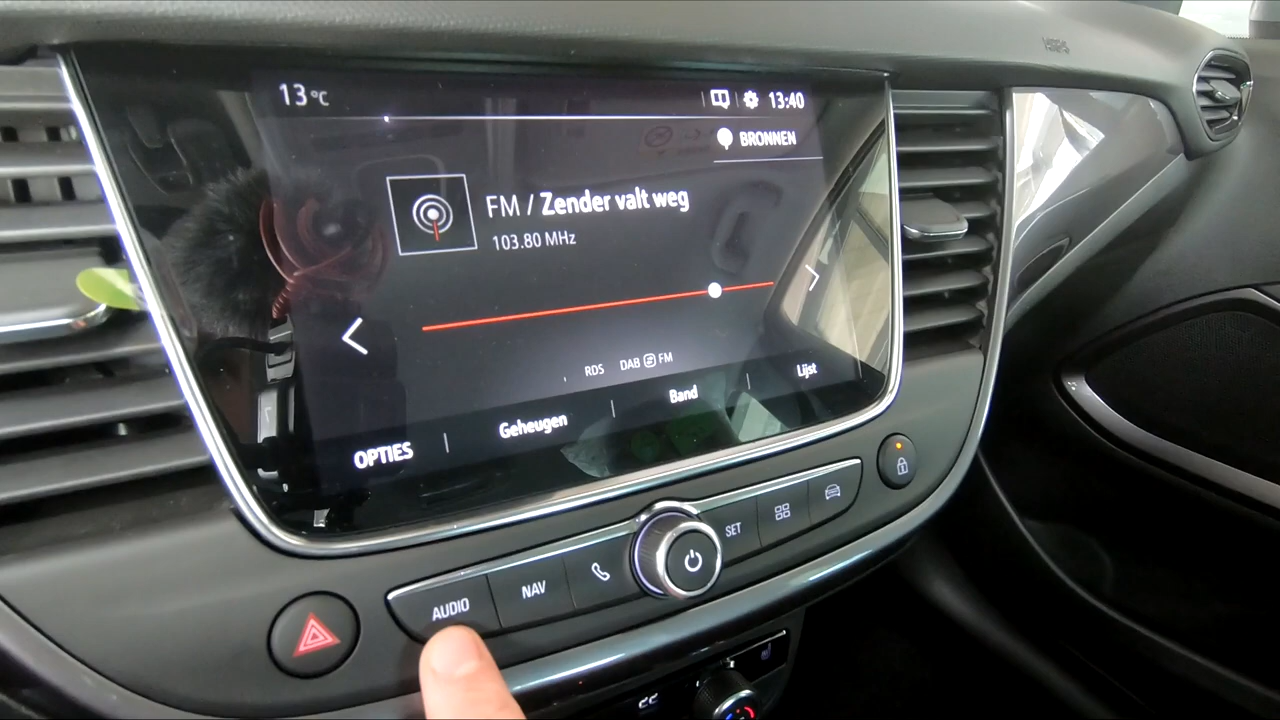 13°C
13:40
BRONNEN
FM / Zender valt weg
103.80 MHz
RDS DAB FM
OPTIES
Geheugen
Band
Lijst
AUDIO
NAV
SET